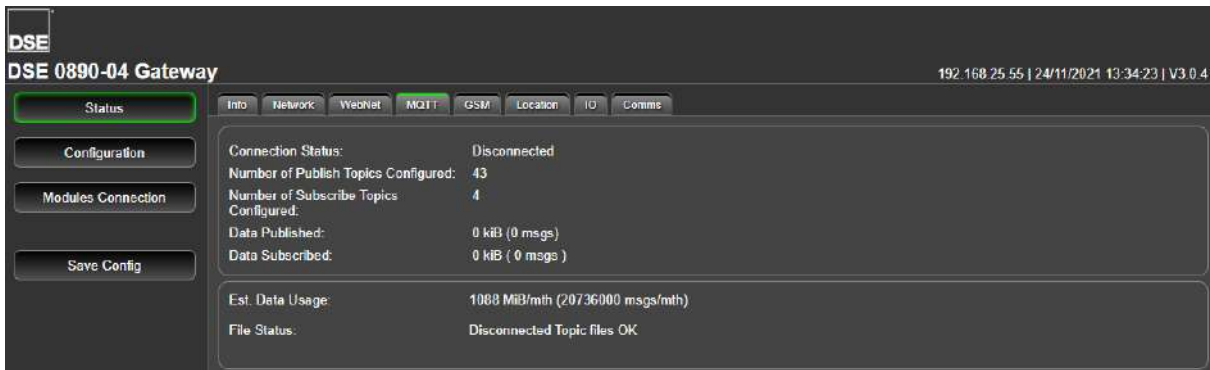 DSE
DSE 0890-04 Gateway
192.168.25.55 | 24/11/2021 13:34:23 | V3.0.4
Status
Info Network WebNet MQTT GSM Location IO Comms
Configuration
Modules Connection
Save Config
Connection Status: Disconnected
Number of Publish Topics Configured: 43
Number of Subscribe Topics 4
Configured:
Data Published: 0 kiB (0 msgs)
Data Subscribed: 0 kiB ( 0 msgs )
Est. Data Usage: 1088 MiB/mth (20736000 msgs/mth)
File Status: Disconnected Topic files OK